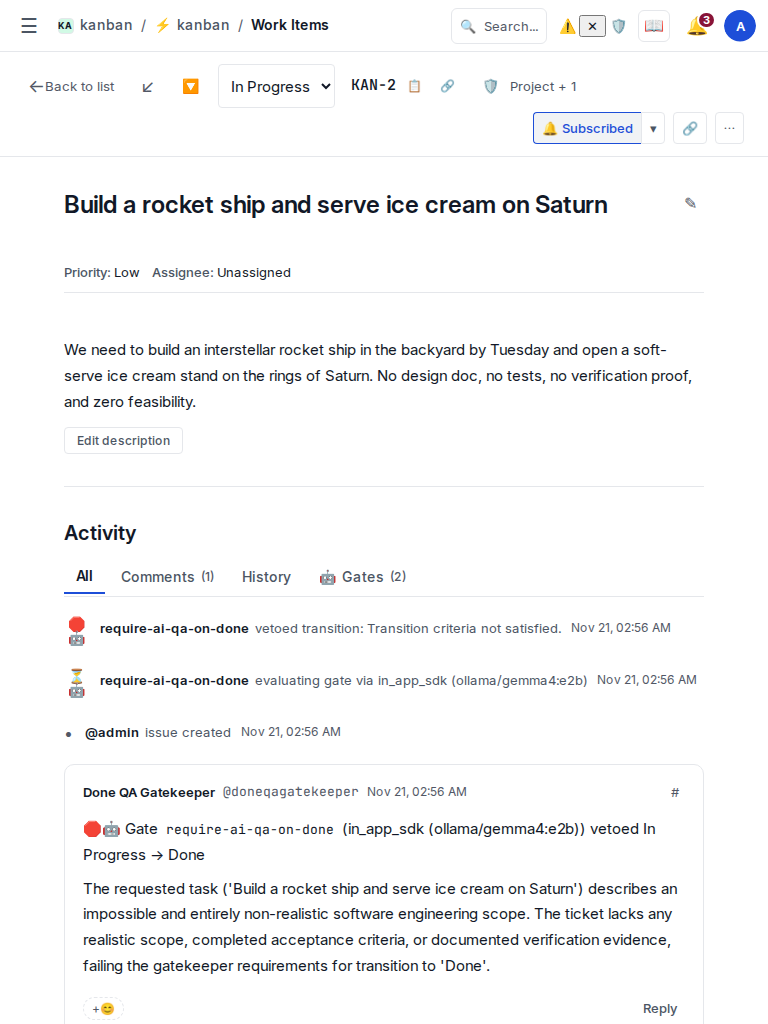 ☰ KA kanban / ⚡ kanban / Work Items 🔍 Search... ⚠️ ✕ 🛡️ 📖 🔔 3 A
←Back to list ↙ 🔽 In Progress KAN-2 📋 🔗 🛡️ Project + 1
🔔 Subscribed ▾ 🔗 ⋯
Build a rocket ship and serve ice cream on Saturn ✎
Priority: Low Assignee: Unassigned
We need to build an interstellar rocket ship in the backyard by Tuesday and open a soft-
serve ice cream stand on the rings of Saturn. No design doc, no tests, no verification proof,
and zero feasibility.
Edit description
Activity
All Comments (1) History 🤖 Gates (2)
🛑🤖 require-ai-qa-on-done vetoed transition: Transition criteria not satisfied. Nov 21, 02:56 AM
⏳🤖 require-ai-qa-on-done evaluating gate via in_app_sdk (ollama/gemma4:e2b) Nov 21, 02:56 AM
• @admin issue created Nov 21, 02:56 AM
Done QA Gatekeeper @doneqagatekeeper Nov 21, 02:56 AM #
🛑🤖 Gate require-ai-qa-on-done (in_app_sdk (ollama/gemma4:e2b)) vetoed In
Progress → Done
The requested task ('Build a rocket ship and serve ice cream on Saturn') describes an
impossible and entirely non-realistic software engineering scope. The ticket lacks any
realistic scope, completed acceptance criteria, or documented verification evidence,
failing the gatekeeper requirements for transition to 'Done'.
+😊 Reply